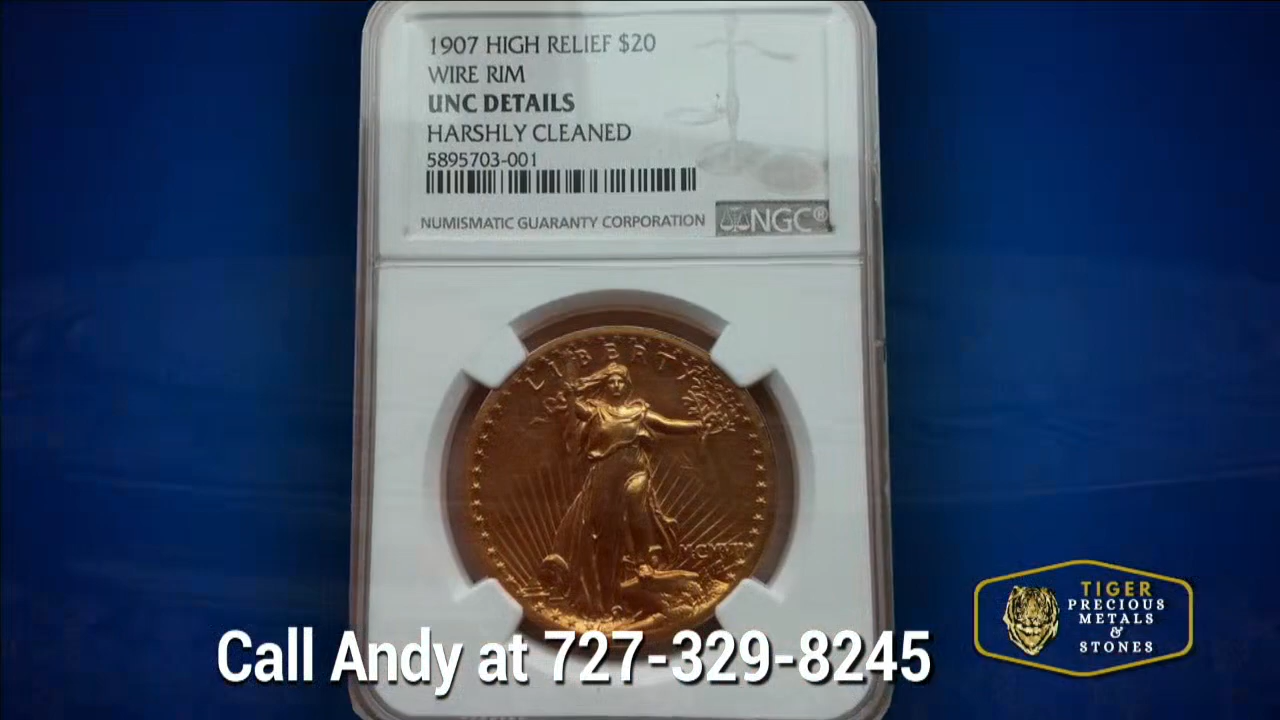 1907 HIGH RELIEF $20
WIRE RIM
UNC DETAILS
HARSHLY CLEANED
5895703-001
NUMISMATIC GUARANTY CORPORATION NGC®
LIBERTY
MCMVII
Call Andy at 727-329-8245
TIGER
PRECIOUS
METALS
&
STONES